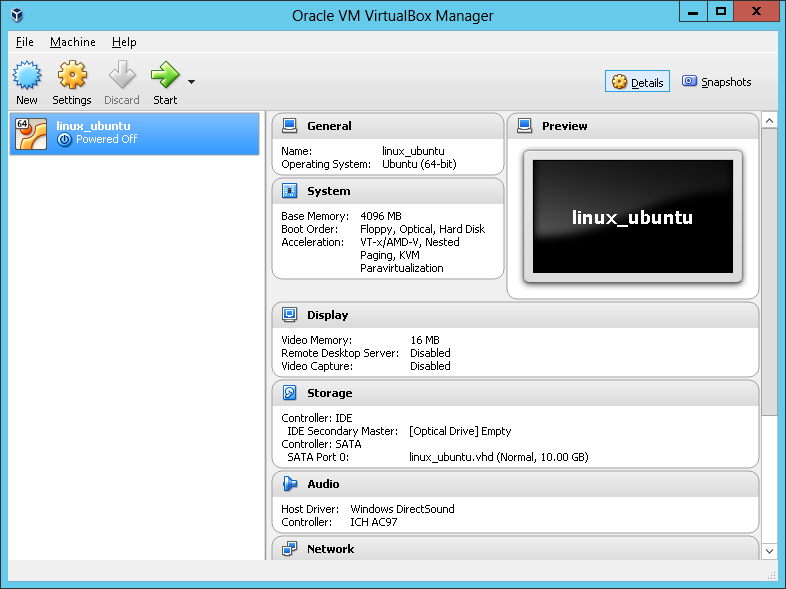 Oracle VM VirtualBox Manager
File Machine Help
New Settings Discard Start
Details Snapshots
64 linux_ubuntu
Powered Off
General
Name: linux_ubuntu
Operating System: Ubuntu (64-bit)
System
Base Memory: 4096 MB
Boot Order: Floppy, Optical, Hard Disk
Acceleration: VT-x/AMD-V, Nested
Paging, KVM
Paravirtualization
Preview
linux_ubuntu
Display
Video Memory: 16 MB
Remote Desktop Server: Disabled
Video Capture: Disabled
Storage
Controller: IDE
IDE Secondary Master: [Optical Drive] Empty
Controller: SATA
SATA Port 0: linux_ubuntu.vhd (Normal, 10.00 GB)
Audio
Host Driver: Windows DirectSound
Controller: ICH AC97
Network